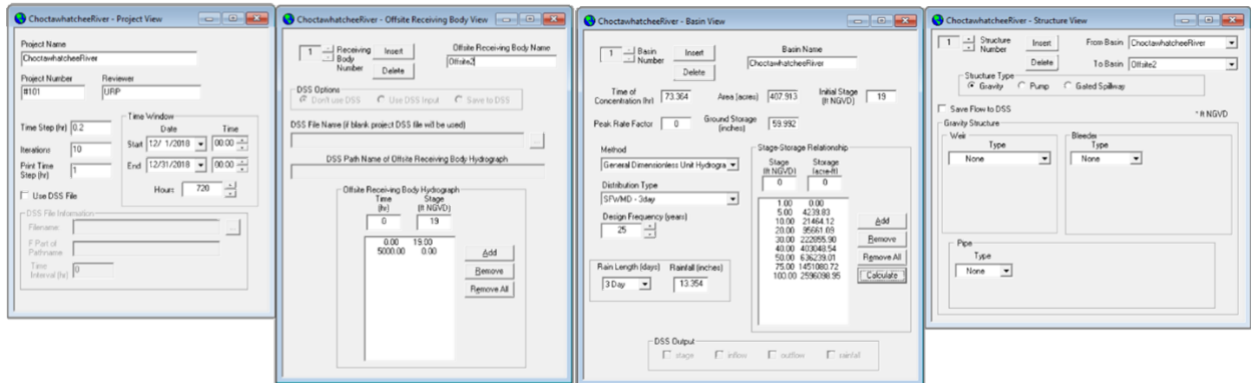 ChoctawhatcheeRiver - Project View
Project Name
ChoctawhatcheeRiver
Project Number
Reviewer
#101
URP
Time Step (hr)
0.2
Iterations
10
Print Time Step (hr)
1
Time Window
Date
Time
Start
12/ 1/2018
00:00
End
12/31/2018
00:00
Hours
720
Use DSS File
DSS File Information
Filename:
...
F Part of Pathname
Time Interval (hr)
0
ChoctawhatcheeRiver - Offsite Receiving Body View
1
Receiving Body Number
Insert
Delete
Offsite Receiving Body Name
Offsite2
DSS Options
Don't use DSS
Use DSS Input
Save to DSS
DSS File Name (if blank project DSS file will be used)
...
DSS Path Name of Offsite Receiving Body Hydrograph
Offsite Receiving Body Hydrograph
Time (hr)
Stage (ft NGVD)
0
19
0.00 19.00
5000.00 0.00
Add
Remove
Remove All
ChoctawhatcheeRiver - Basin View
1
Basin Number
Insert
Delete
Basin Name
ChoctawhatcheeRiver
Time of Concentration (hr)
73.364
Area (acres)
407.913
Initial Stage (ft NGVD)
19
Peak Rate Factor
0
Ground Storage (inches)
59.992
Method
General Dimensionless Unit Hydrogra
Distribution Type
SFWMD - 3day
Design Frequency (years)
25
Rain Length (days)
Rainfall (inches)
3 Day
13.354
Stage-Storage Relationship
Stage (ft NGVD)
Storage (acre-ft)
0
0
1.00 0.00
5.00 4239.83
10.00 21464.12
20.00 95661.09
30.00 222855.90
40.00 403048.54
50.00 636239.01
75.00 1451080.72
100.00 2596098.95
Add
Remove
Remove All
Calculate
DSS Output
stage
inflow
outflow
rainfall
ChoctawhatcheeRiver - Structure View
1
Structure Number
Insert
Delete
From Basin
ChoctawhatcheeRiver
To Basin
Offsite2
Structure Type
Gravity
Pump
Gated Spillway
Save Flow to DSS
* ft NGVD
Gravity Structure
Weir
Type
None
Bleeder
Type
None
Pipe
Type
None